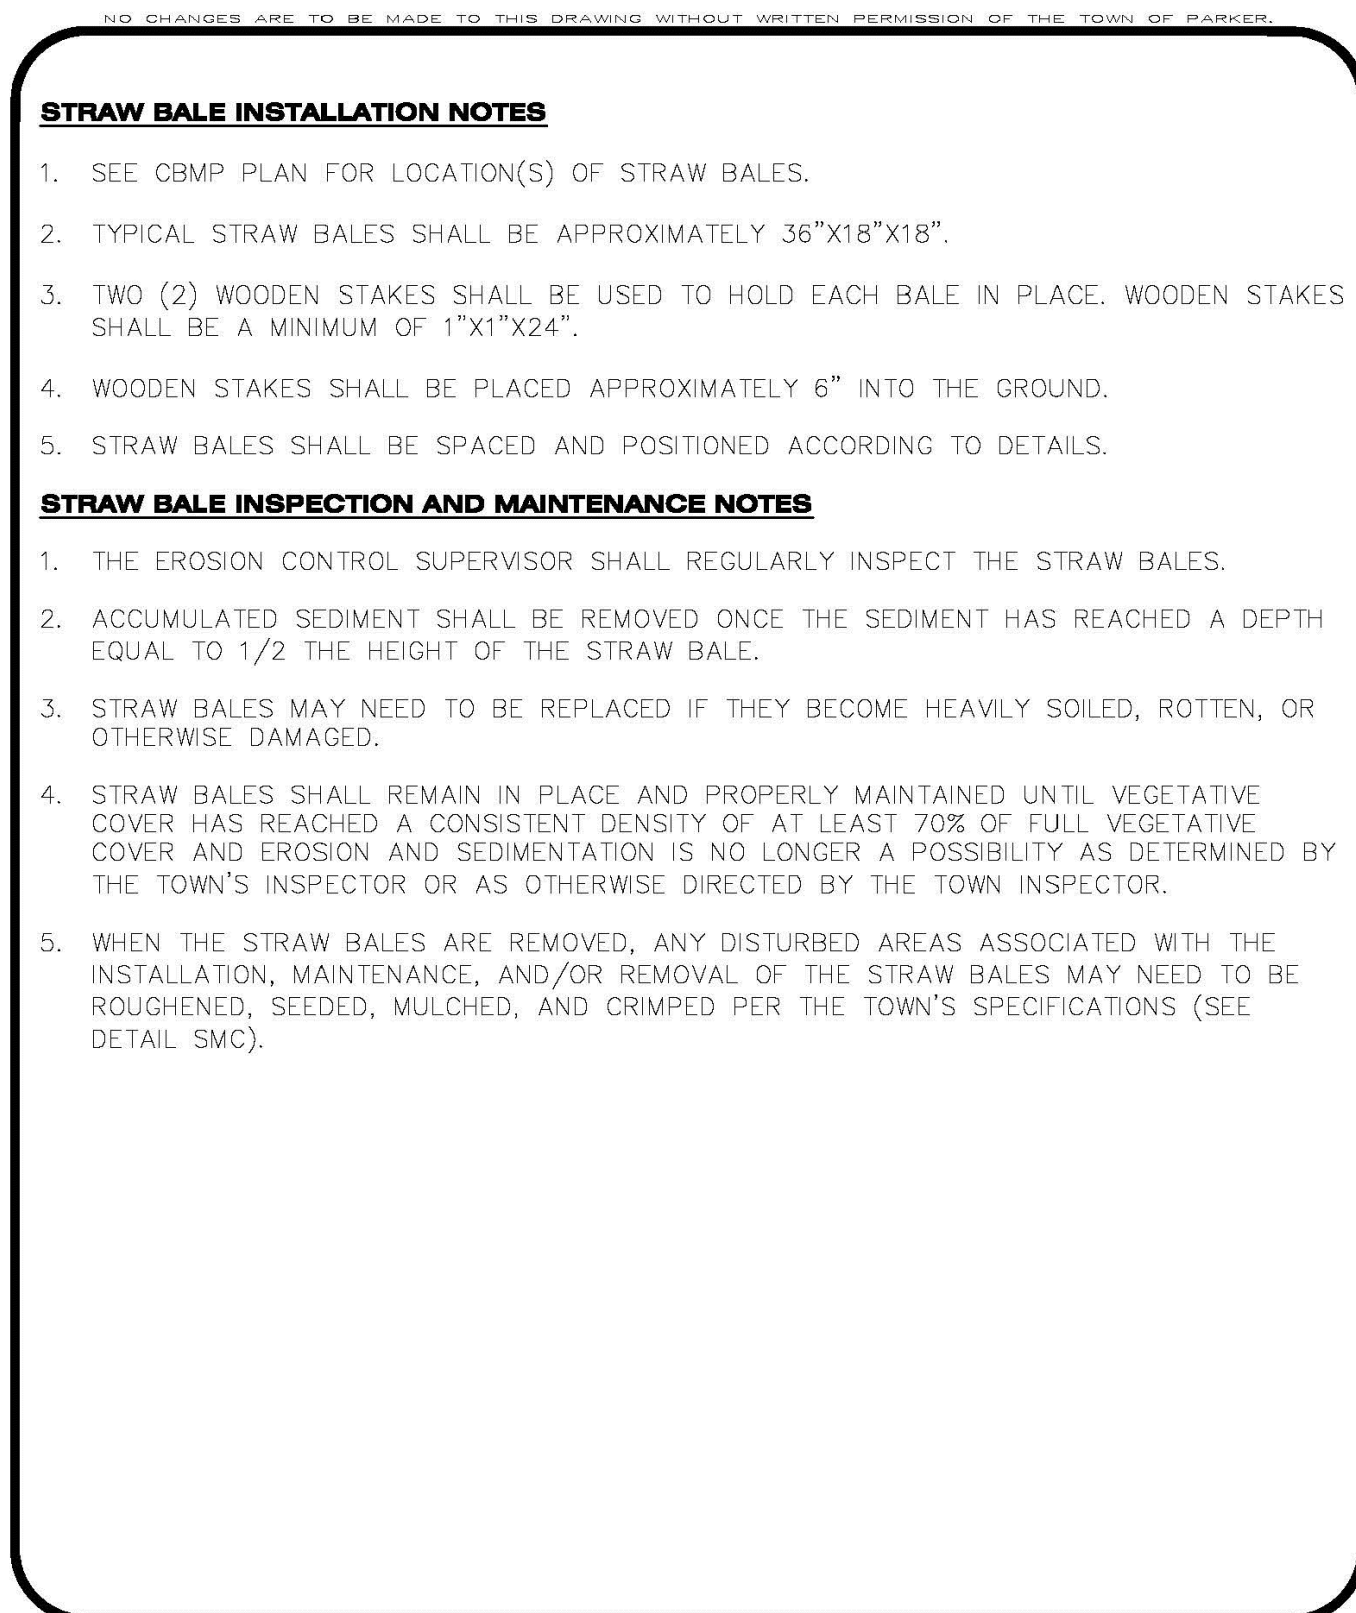 NO CHANGES ARE TO BE MADE TO THIS DRAWING WITHOUT WRITTEN PERMISSION OF THE TOWN OF PARKER.
STRAW BALE INSTALLATION NOTES
1. SEE CBMP PLAN FOR LOCATION(S) OF STRAW BALES.
2. TYPICAL STRAW BALES SHALL BE APPROXIMATELY 36"X18"X18".
3. TWO (2) WOODEN STAKES SHALL BE USED TO HOLD EACH BALE IN PLACE. WOODEN STAKES
SHALL BE A MINIMUM OF 1"X1"X24".
4. WOODEN STAKES SHALL BE PLACED APPROXIMATELY 6" INTO THE GROUND.
5. STRAW BALES SHALL BE SPACED AND POSITIONED ACCORDING TO DETAILS.
STRAW BALE INSPECTION AND MAINTENANCE NOTES
1. THE EROSION CONTROL SUPERVISOR SHALL REGULARLY INSPECT THE STRAW BALES.
2. ACCUMULATED SEDIMENT SHALL BE REMOVED ONCE THE SEDIMENT HAS REACHED A DEPTH
EQUAL TO 1/2 THE HEIGHT OF THE STRAW BALE.
3. STRAW BALES MAY NEED TO BE REPLACED IF THEY BECOME HEAVILY SOILED, ROTTEN, OR
OTHERWISE DAMAGED.
4. STRAW BALES SHALL REMAIN IN PLACE AND PROPERLY MAINTAINED UNTIL VEGETATIVE
COVER HAS REACHED A CONSISTENT DENSITY OF AT LEAST 70% OF FULL VEGETATIVE
COVER AND EROSION AND SEDIMENTATION IS NO LONGER A POSSIBILITY AS DETERMINED BY
THE TOWN'S INSPECTOR OR AS OTHERWISE DIRECTED BY THE TOWN INSPECTOR.
5. WHEN THE STRAW BALES ARE REMOVED, ANY DISTURBED AREAS ASSOCIATED WITH THE
INSTALLATION, MAINTENANCE, AND/OR REMOVAL OF THE STRAW BALES MAY NEED TO BE
ROUGHENED, SEEDED, MULCHED, AND CRIMPED PER THE TOWN'S SPECIFICATIONS (SEE
DETAIL SMC).